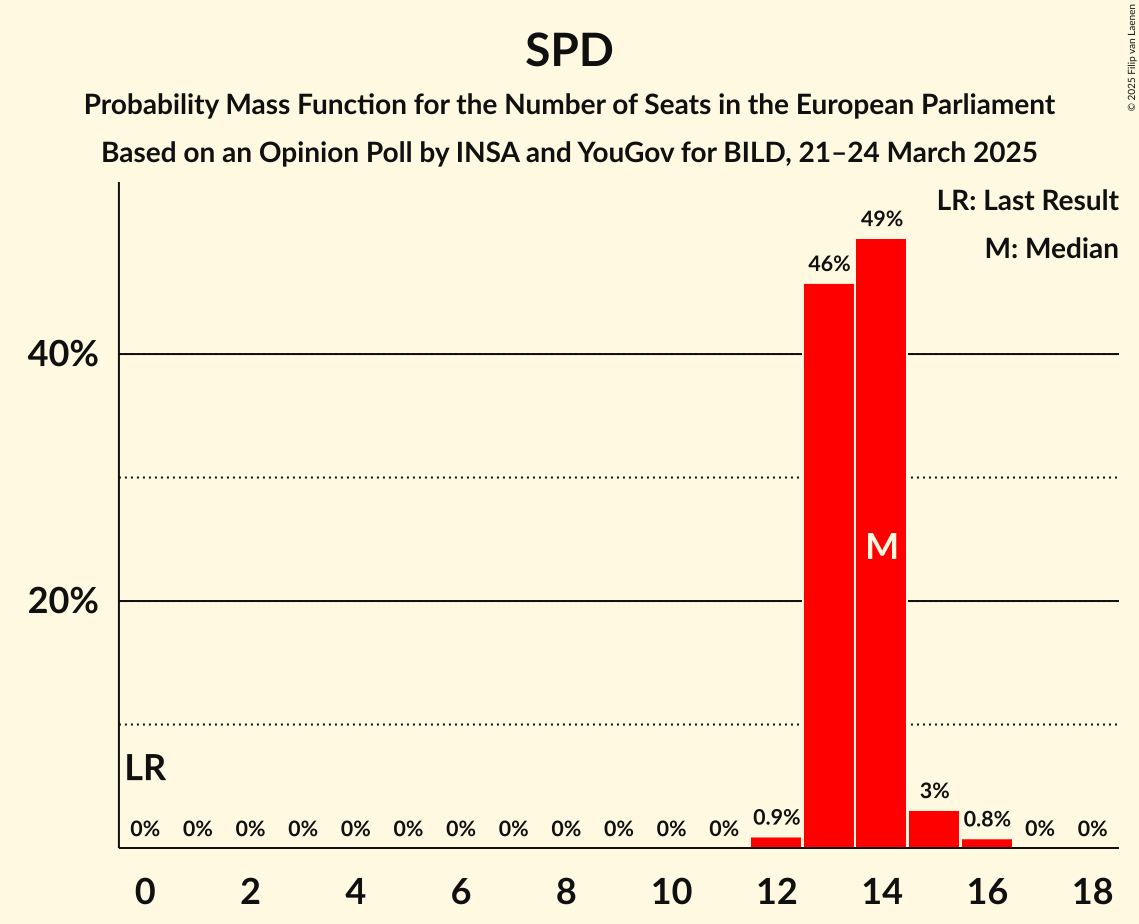 SPD
Probability Mass Function for the Number of Seats in the European Parliament
Based on an Opinion Poll by INSA and YouGov for BILD, 21–24 March 2025
© 2025 Filip van Laenen
LR: Last Result
M: Median
49%
46%
40%
M
20%
LR
0% 0% 0% 0% 0% 0% 0% 0% 0% 0% 0% 0% 0.9% 3% 0.8% 0% 0%
0 2 4 6 8 10 12 14 16 18